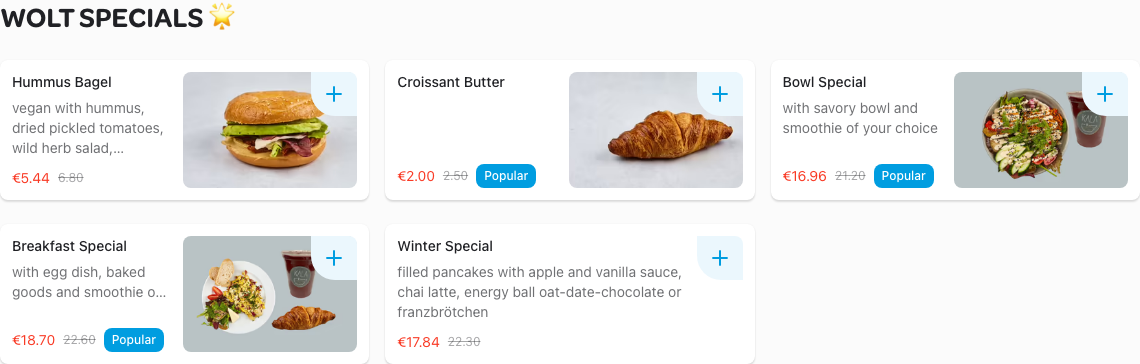 WOLT SPECIALS 🌟
Hummus Bagel
vegan with hummus,
dried pickled tomatoes,
wild herb salad,...
€5.44 6.80
Croissant Butter
€2.00 2.50 Popular
Bowl Special
with savory bowl and
smoothie of your choice
€16.96 21.20 Popular
KALA
Breakfast Special
with egg dish, baked
goods and smoothie o...
€18.70 22.60 Popular
KALA
Winter Special
filled pancakes with apple and vanilla sauce,
chai latte, energy ball oat-date-chocolate or
franzbrötchen
€17.84 22.30